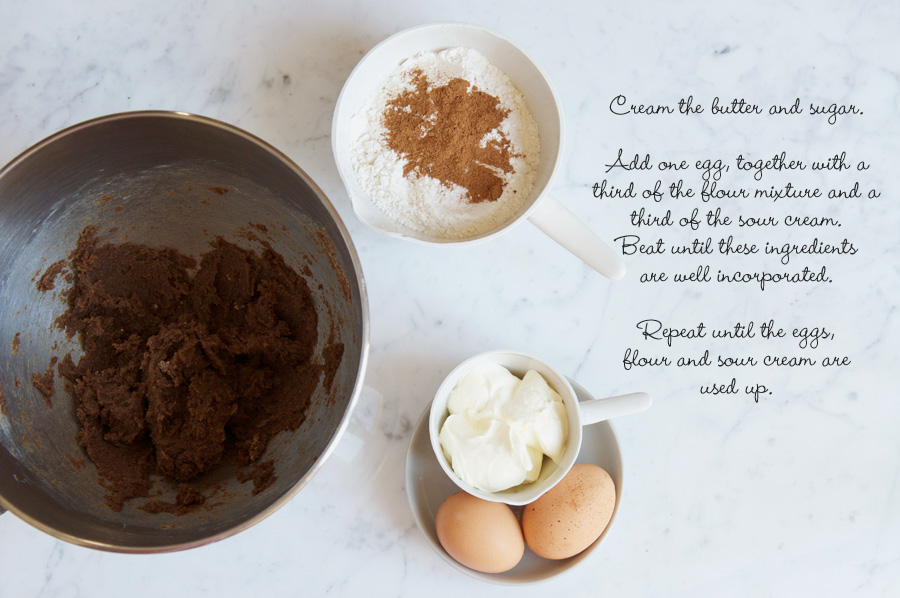 Cream the butter and sugar.
Add one egg, together with a
third of the flour mixture and a
third of the sour cream.
Beat until these ingredients
are well incorporated.
Repeat until the eggs,
flour and sour cream are
used up.